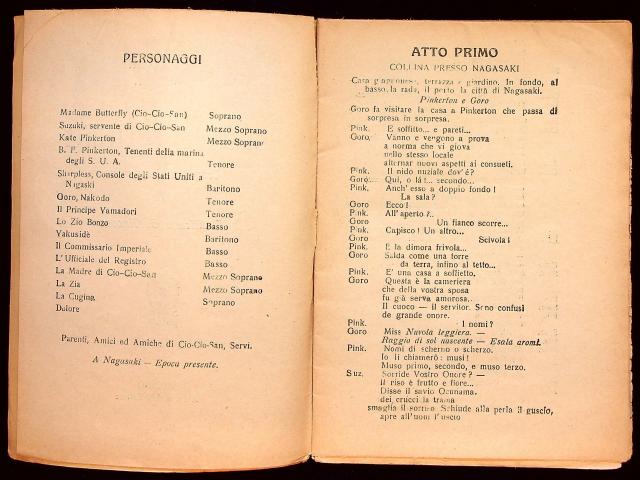 PERSONAGGI
Madame Butterfly (Cio-Cio-San) Soprano
Suzuki, servente di Cio-Cio-San Mezzo Soprano
Kate Pinkerton Mezzo Soprano
B. F. Pinkerton, Tenenti della marina
degli S. U. A. Tenore
Sharpless, Console degli Stati Uniti a
Nagaski Baritono
Goro, Nakodo Tenore
Il Principe Yamadori Tenore
Lo Zio Bonzo Basso
Yakusidè Baritono
Il Commissario Imperiale Basso
L'Ufficiale del Registro Basso
La Madre di Cio-Cio-San Mezzo Soprano
La Zia Mezzo Soprano
La Cugina Soprano
Dolore
Parenti, Amici ed Amiche di Cio-Cio-San, Servi.
A Nagasaki — Epoca presente.
ATTO PRIMO
COLLINA PRESSO NAGASAKI
Casa giapponese, terrazza e giardino. In fondo, al
basso, la rada, il porto la città di Nagasaki.
Pinkerton e Goro
Goro fa visitare la casa a Pinkerton che passa di
sorpresa in sorpresa.
Pink. E soffitto... e pareti...
Goro. Vanno e vengono a prova
a norma che vi giova
nello stesso locale
alternar nuovi aspetti ai consueti.
Pink. Il nido nuziale dov'è?
Goro. Qui, o là!... secondo...
Pink. Anch'esso a doppio fondo!
La sala?
Goro Ecco!
Pink. All'aperto?..
Goro Un fianco scorre...
Pink. Capisco! Un altro...
Goro Scivola!
Pink. E la dimora frivola...
Goro Salda come una torre
da terra, infino al tetto...
Pink. E' una casa a soffietto.
Goro Questa è la cameriera
che della vostra sposa
fu già serva amorosa.
Il cuoco — il servitor. Sono confusi
de grande onore.
Pink. I nomi?
Goro Miss Nuvola leggiera. —
Raggio di sol nascente — Esala aromi.
Pink. Nomi di scherno o scherzo.
Io li chiamerò: musi!
Muso primo, secondo, e muso terzo.
Suz. Sorride Vostro Onore? —
Il riso è frutto e fiore...
Disse il savio Ocunama.
dei crucci la trama
smaglia il sorriso Schiude alla perla il guscio,
apre all'uom l'uscio